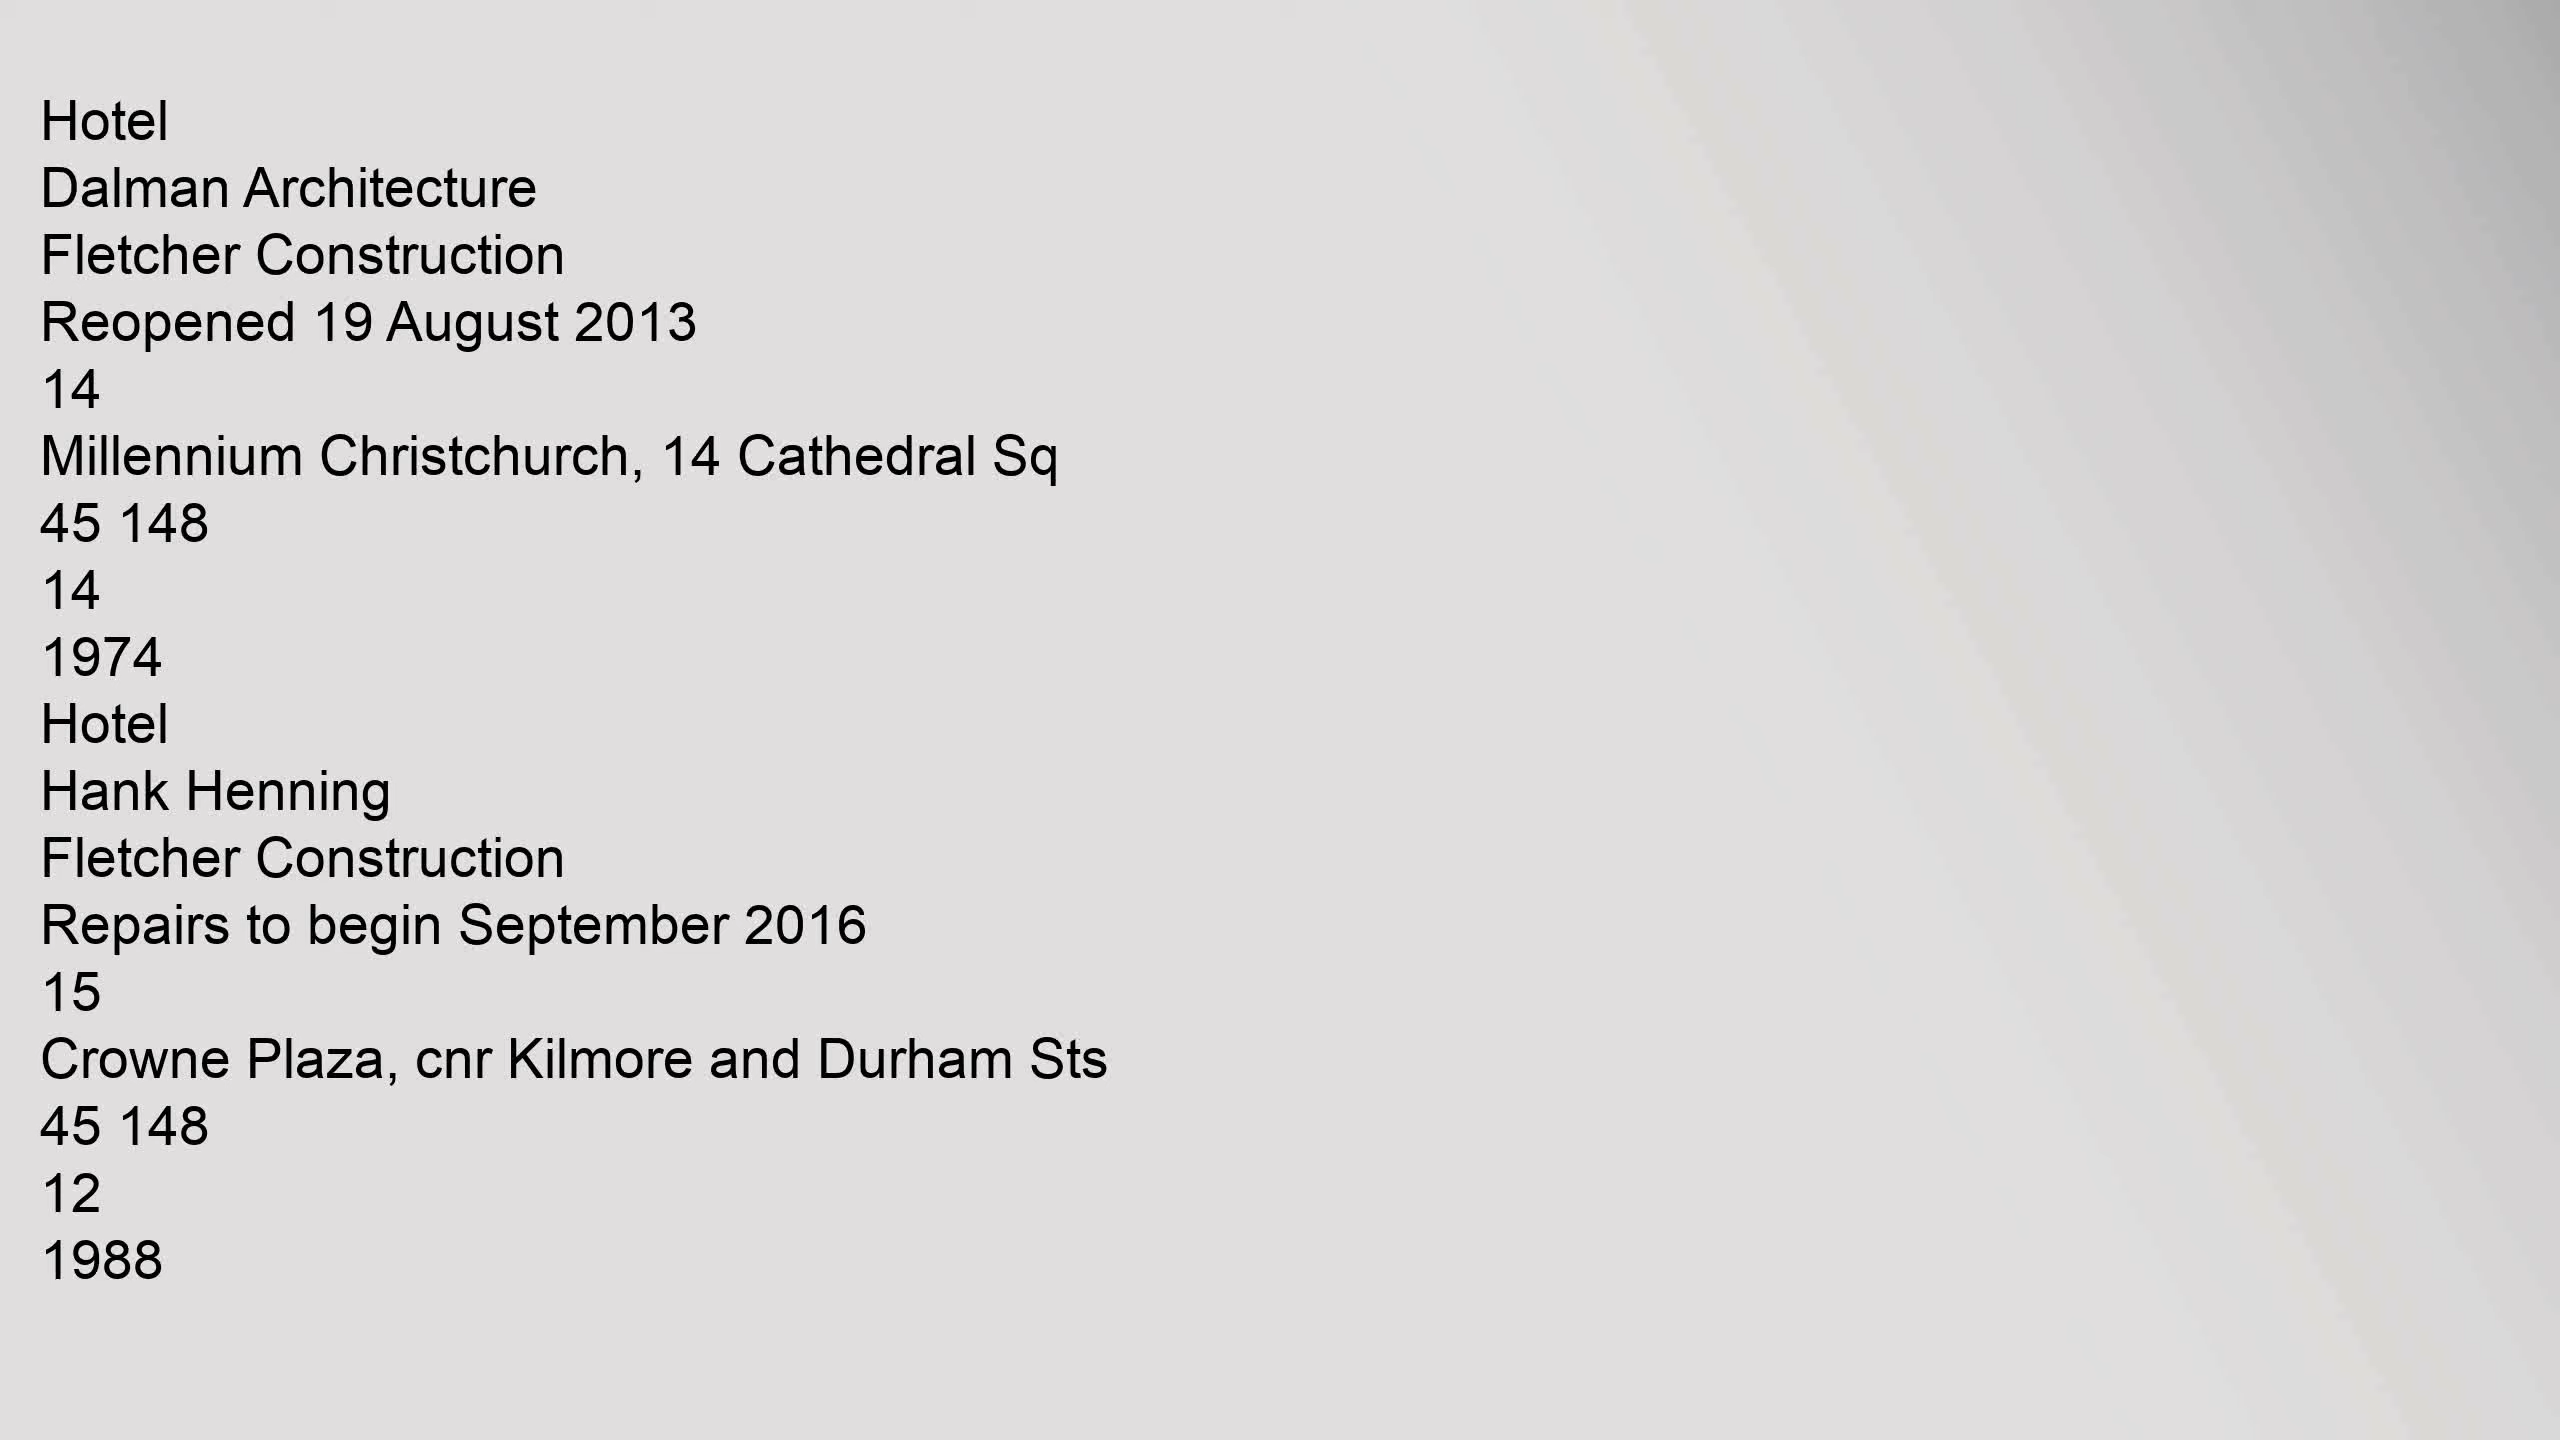 Hotel
Dalman Architecture
Fletcher Construction
Reopened 19 August 2013
14
Millennium Christchurch, 14 Cathedral Sq
45 148
14
1974
Hotel
Hank Henning
Fletcher Construction
Repairs to begin September 2016
15
Crowne Plaza, cnr Kilmore and Durham Sts
45 148
12
1988